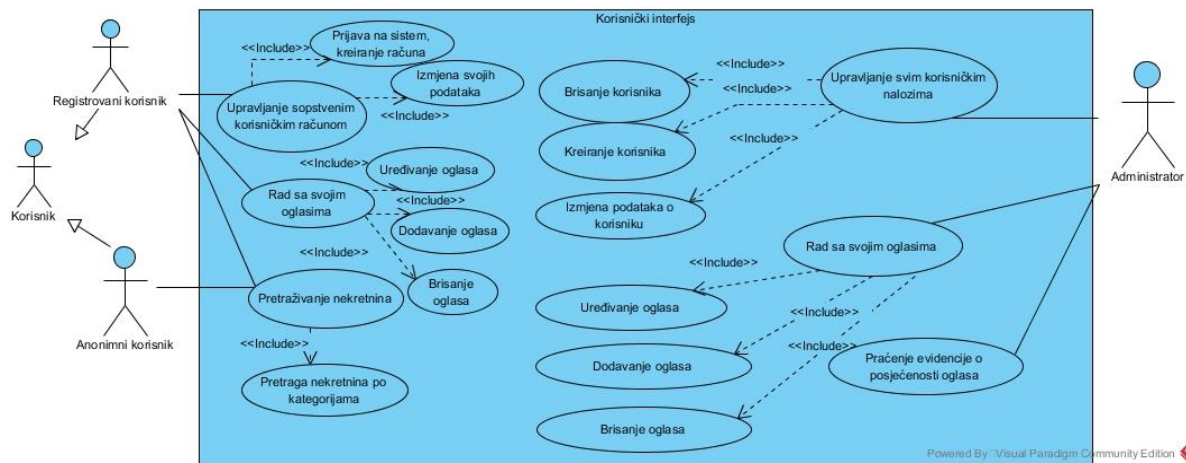 Korisnički interfejs
Registrovani korisnik
Korisnik
Anonimni korisnik
<<Include>>
Prijava na sistem,
kreiranje računa
Izmjena svojih
podataka
Upravljanje sopstvenim
korisničkim računom
<<Include>>
<<Include>>
Uređivanje oglasa
Rad sa svojim
oglasima
<<Include>>
Dodavanje oglasa
<<Include>>
Brisanje
oglasa
Pretraživanje nekretnina
<<Include>>
Pretraga nekretnina po
kategorijama
<<Include>>
Upravljanje svim korisničkim
nalozima
Brisanje korisnika
<<Include>>
Kreiranje korisnika
<<Include>>
Izmjena podataka o
korisniku
Administrator
Rad sa svojim oglasima
<<Include>>
Uređivanje oglasa
<<Include>>
Dodavanje oglasa
<<Include>>
Praćenje evidencije o
posjećenosti oglasa
Brisanje oglasa
Powered By Visual Paradigm Community Edition